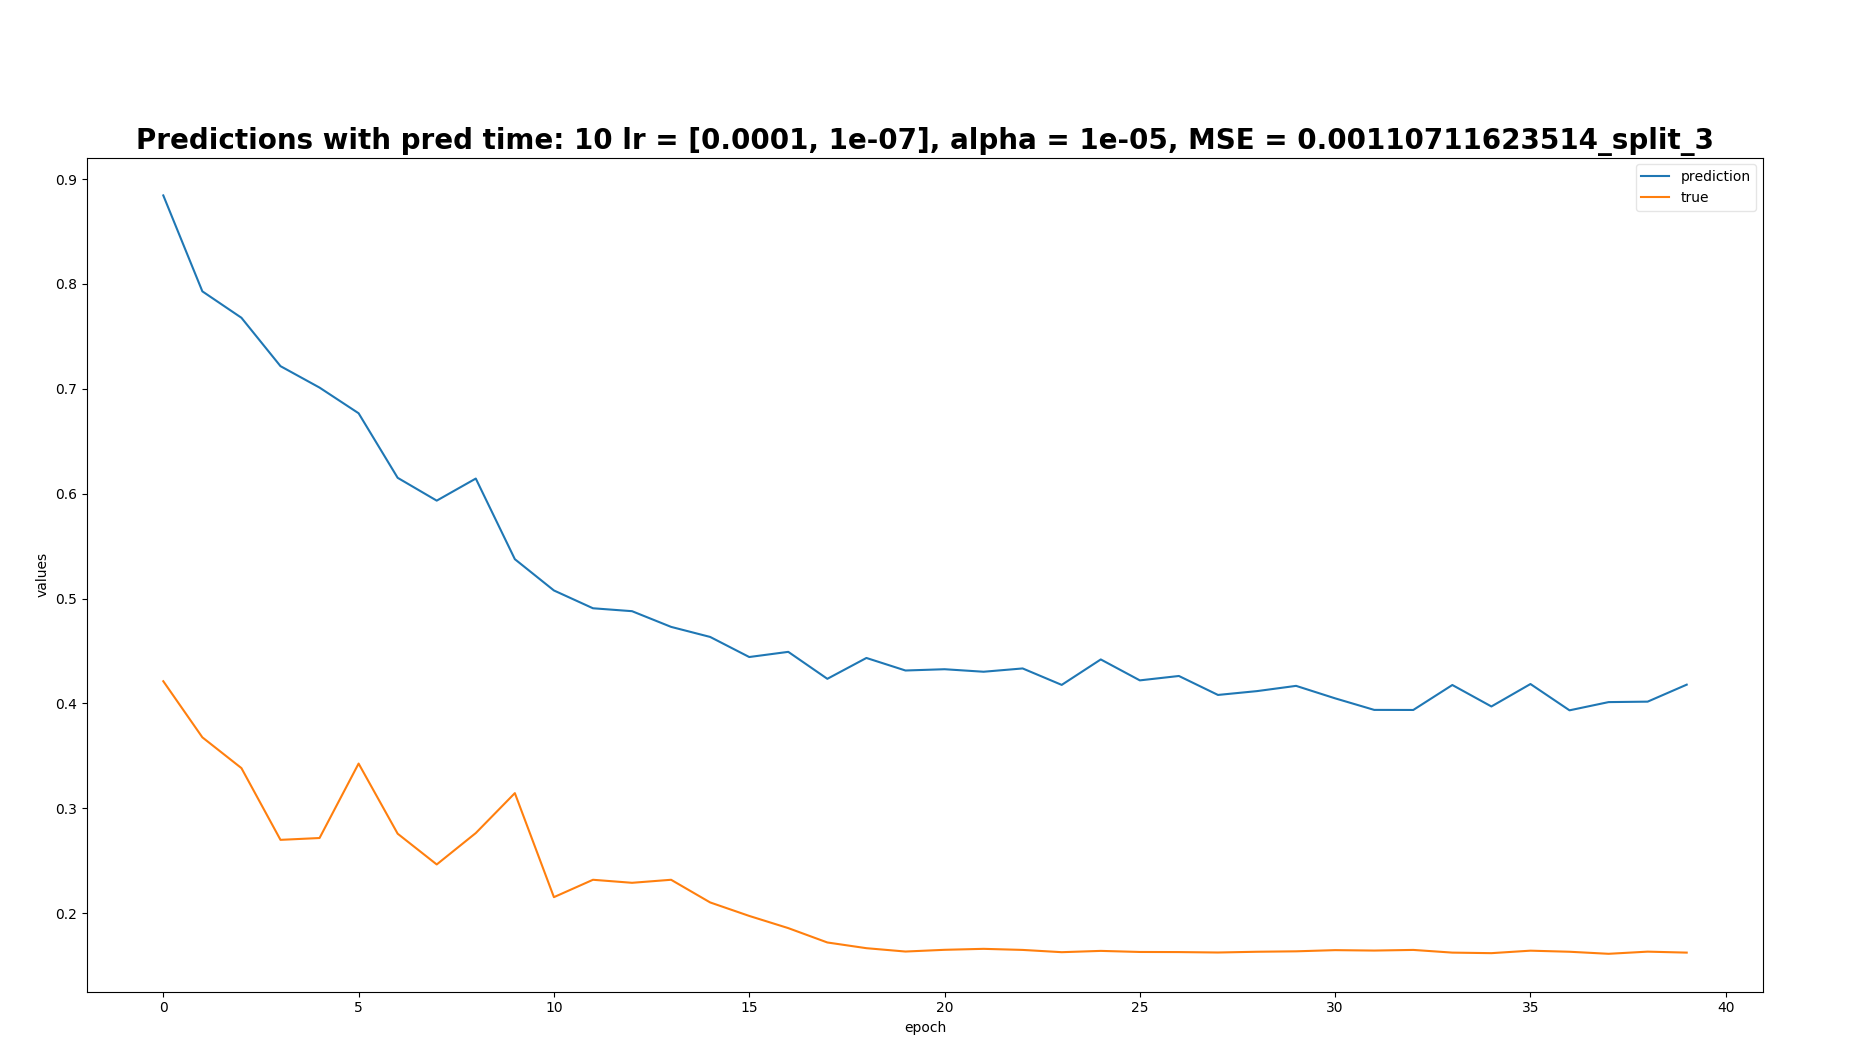 Predictions with pred time: 10 lr = [0.0001, 1e-07], alpha = 1e-05, MSE = 0.00110711623514_split_3
prediction
true
0.9
0.8
0.7
0.6
0.5
0.4
0.3
0.2
values
0 5 10 15 20 25 30 35 40
epoch